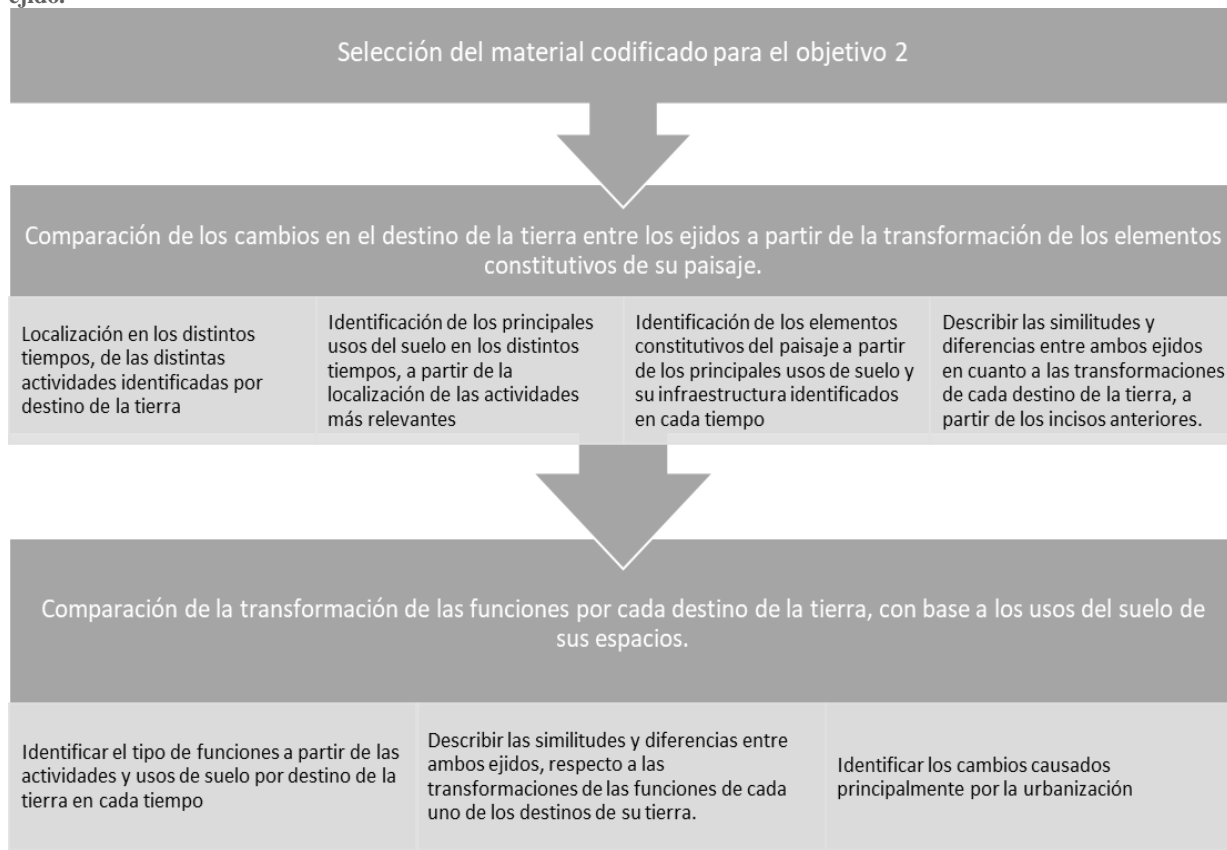 ejido.
Selección del material codificado para el objetivo 2
Comparación de los cambios en el destino de la tierra entre los ejidos a partir de la transformación de los elementos
constitutivos de su paisaje.
Localización en los distintos
tiempos, de las distintas
actividades identificadas por
destino de la tierra
Identificación de los principales
usos del suelo en los distintos
tiempos, a partir de la
localización de las actividades
más relevantes
Identificación de los elementos
constitutivos del paisaje a partir
de los principales usos de suelo y
su infraestructura identificados
en cada tiempo
Describir las similitudes y
diferencias entre ambos ejidos
en cuanto a las transformaciones
de cada destino de la tierra, a
partir de los incisos anteriores.
Comparación de la transformación de las funciones por cada destino de la tierra, con base a los usos del suelo de
sus espacios.
Identificar el tipo de funciones a partir de las
actividades y usos de suelo por destino de la
tierra en cada tiempo
Describir las similitudes y diferencias entre
ambos ejidos, respecto a las
transformaciones de las funciones de cada
uno de los destinos de su tierra.
Identificar los cambios causados
principalmente por la urbanización